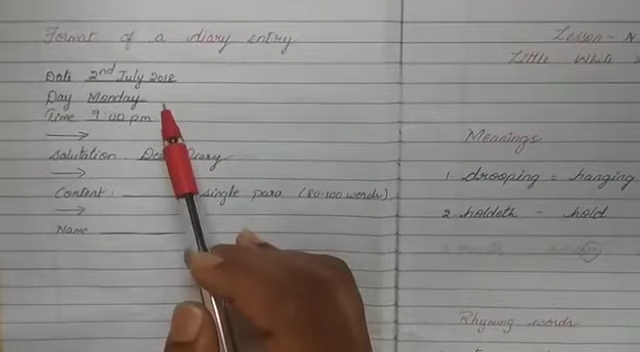 Format of a diary entry
Date 2nd July 2018
Day Monday
Time 9:00 pm
Salutation Dear Diary
Content: single para (80-100 words).
Name
Lesson - N
Little White
Meanings
1. drooping = hanging
2. holdeth - hold
Rhyming words